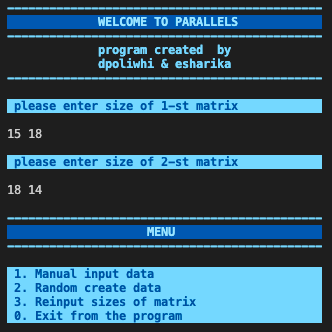 WELCOME TO PARALLELS
program created by
dpoliwhi & esharika
please enter size of 1-st matrix
15 18
please enter size of 2-st matrix
18 14
MENU
1. Manual input data
2. Random create data
3. Reinput sizes of matrix
0. Exit from the program